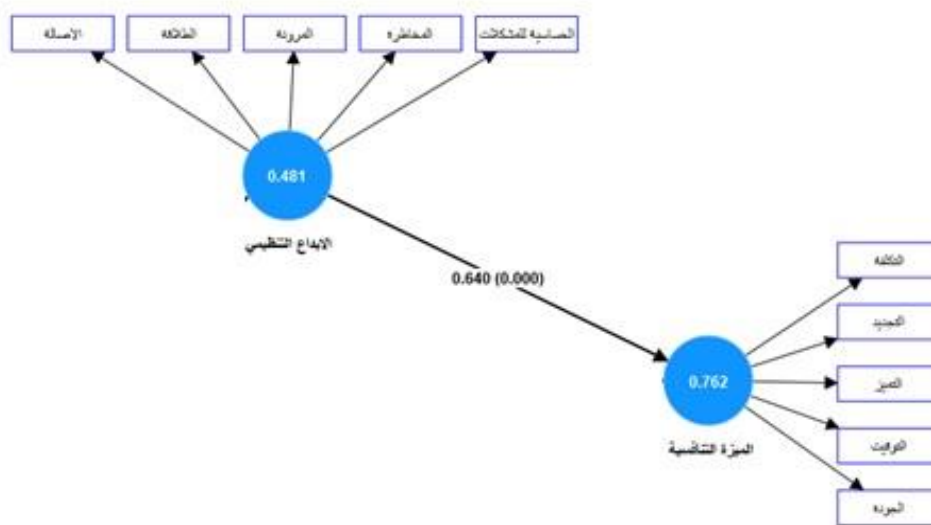 الاصالة
الطلاقة
المرونة
المخاطره
الحساسية للمشكلات
0.481
الابداع التنظيمي
0.640 (0.000)
التكلفة
التجديد
التميز
0.762
التوقيت
الميزة التنافسية
الجودة